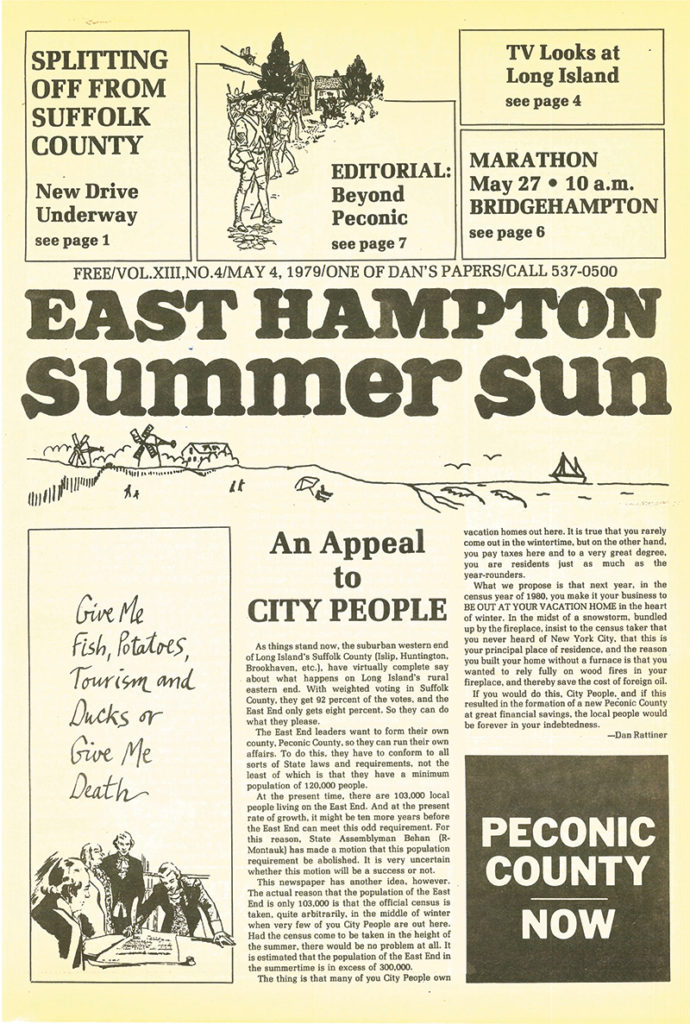 SPLITTING
OFF FROM
SUFFOLK
COUNTY
New Drive
Underway
see page 1
EDITORIAL:
Beyond
Peconic
see page 7
TV Looks at
Long Island
see page 4
MARATHON
May 27 • 10 a.m.
BRIDGEHAMPTON
see page 6
FREE/VOL.XIII,NO.4/MAY 4, 1979/ONE OF DAN'S PAPERS/CALL 537-0500
EAST HAMPTON
summer sun
Give Me
Fish, Potatoes,
Tourism and
Ducks or
Give Me
Death
An Appeal
to
CITY PEOPLE
As things stand now, the suburban western end
of Long Island's Suffolk County (Islip, Huntington,
Brookhaven, etc.), have virtually complete say
about what happens on Long Island's rural
eastern end. With weighted voting in Suffolk
County, they get 92 percent of the votes, and the
East End only gets eight percent. So they can do
what they please.
The East End leaders want to form their own
county, Peconic County, so they can run their own
affairs. To do this, they have to conform to all
sorts of State laws and requirements, not the
least of which is that they have a minimum
population of 120,000 people.
At the present time, there are 103,000 local
people living on the East End. And at the present
rate of growth, it might be ten more years before
the East End can meet this odd requirement. For
this reason, State Assemblyman Behan (R-
Montauk) has made a motion that this population
requirement be abolished. It is very uncertain
whether this motion will be a success or not.
This newspaper has another idea, however.
The actual reason that the population of the East
End is only 103,000 is that the official census is
taken, quite arbitrarily, in the middle of winter
when very few of you City People are out here.
Had the census come to be taken in the height of
the summer, there would be no problem at all. It
is estimated that the population of the East End
in the summertime is in excess of 300,000.
The thing is that many of you City People own
vacation homes out here. It is true that you rarely
come out in the wintertime, but on the other hand,
you pay taxes here and to a very great degree,
you are residents just as much as the
year-rounders.
What we propose is that next year, in the
census year of 1980, you make it your business to
BE OUT AT YOUR VACATION HOME in the heart
of winter. In the midst of a snowstorm, bundled
up by the fireplace, insist to the census taker that
you never heard of New York City, that this is
your principal place of residence, and the reason
you built your home without a furnace is that you
wanted to rely fully on wood fires in your
fireplace, and thereby save the cost of foreign oil.
If you would do this, City People, and if this
resulted in the formation of a new Peconic County
at great financial savings, the local people would
be forever in your indebtedness.
—Dan Rattiner
PECONIC
COUNTY
NOW